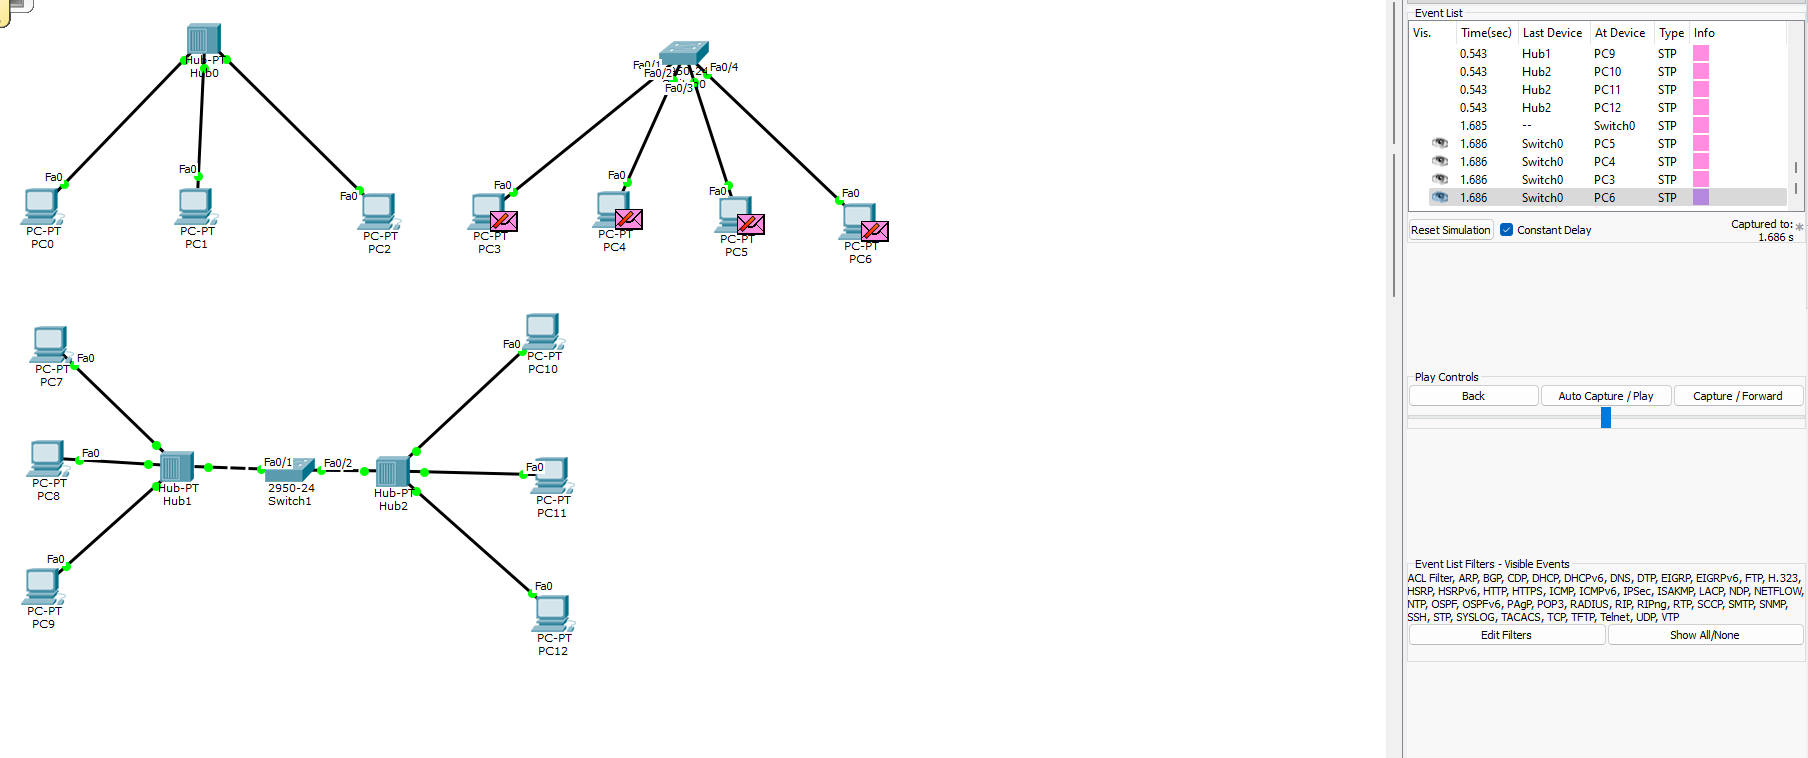 Hub-PT
Hub0
Fa0
PC-PT
PC0
Fa0
PC-PT
PC1
Fa0
PC-PT
PC2
Fa0/1
Fa0/2
Fa0/3
Fa0/4
Fa0
PC-PT
PC3
Fa0
PC-PT
PC4
Fa0
PC-PT
PC5
Fa0
PC-PT
PC6
Fa0
PC-PT
PC7
Fa0
PC-PT
PC8
Fa0
PC-PT
PC9
Hub-PT
Hub1
Fa0/1
Fa0/2
2950-24
Switch1
Hub-PT
Hub2
Fa0
PC-PT
PC10
Fa0
PC-PT
PC11
Fa0
PC-PT
PC12
Event List
Vis. Time(sec) Last Device At Device Type Info
0.543 Hub1 PC9 STP
0.543 Hub2 PC10 STP
0.543 Hub2 PC11 STP
0.543 Hub2 PC12 STP
1.685 -- Switch0 STP
1.686 Switch0 PC5 STP
1.686 Switch0 PC4 STP
1.686 Switch0 PC3 STP
1.686 Switch0 PC6 STP
Reset Simulation Constant Delay
Captured to: *
1.686 s
Play Controls
Back Auto Capture / Play Capture / Forward
Event List Filters - Visible Events
ACL Filter, ARP, BGP, CDP, DHCP, DHCPv6, DNS, DTP, EIGRP, EIGRPv6, FTP, H.323,
HSRP, HSRPv6, HTTP, HTTPS, ICMP, ICMPv6, IPSec, ISAKMP, LACP, NDP, NETFLOW,
NTP, OSPF, OSPFv6, PAgP, POP3, RADIUS, RIP, RIPng, RTP, SCCP, SMTP, SNMP,
SSH, STP, SYSLOG, TACACS, TCP, TFTP, Telnet, UDP, VTP
Edit Filters Show All/None